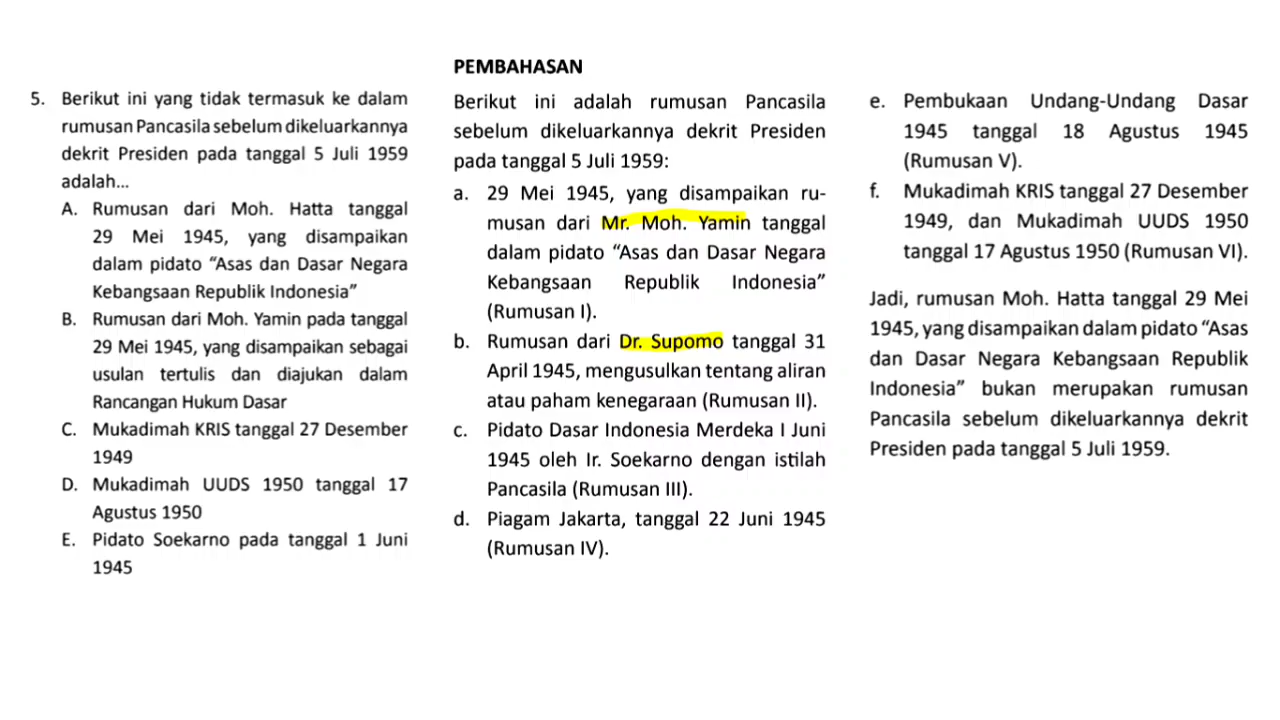 5. Berikut ini yang tidak termasuk ke dalam
rumusan Pancasila sebelum dikeluarkannya
dekrit Presiden pada tanggal 5 Juli 1959
adalah...
A. Rumusan dari Moh. Hatta tanggal
29 Mei 1945, yang disampaikan
dalam pidato “Asas dan Dasar Negara
Kebangsaan Republik Indonesia”
B. Rumusan dari Moh. Yamin pada tanggal
29 Mei 1945, yang disampaikan sebagai
usulan tertulis dan diajukan dalam
Rancangan Hukum Dasar
C. Mukadimah KRIS tanggal 27 Desember
1949
D. Mukadimah UUDS 1950 tanggal 17
Agustus 1950
E. Pidato Soekarno pada tanggal 1 Juni
1945
PEMBAHASAN
Berikut ini adalah rumusan Pancasila
sebelum dikeluarkannya dekrit Presiden
pada tanggal 5 Juli 1959:
a. 29 Mei 1945, yang disampaikan ru-
musan dari Mr. Moh. Yamin tanggal
dalam pidato “Asas dan Dasar Negara
Kebangsaan Republik Indonesia”
(Rumusan I).
b. Rumusan dari Dr. Supomo tanggal 31
April 1945, mengusulkan tentang aliran
atau paham kenegaraan (Rumusan II).
c. Pidato Dasar Indonesia Merdeka I Juni
1945 oleh Ir. Soekarno dengan istilah
Pancasila (Rumusan III).
d. Piagam Jakarta, tanggal 22 Juni 1945
(Rumusan IV).
e. Pembukaan Undang-Undang Dasar
1945 tanggal 18 Agustus 1945
(Rumusan V).
f. Mukadimah KRIS tanggal 27 Desember
1949, dan Mukadimah UUDS 1950
tanggal 17 Agustus 1950 (Rumusan VI).
Jadi, rumusan Moh. Hatta tanggal 29 Mei
1945, yang disampaikan dalam pidato “Asas
dan Dasar Negara Kebangsaan Republik
Indonesia” bukan merupakan rumusan
Pancasila sebelum dikeluarkannya dekrit
Presiden pada tanggal 5 Juli 1959.